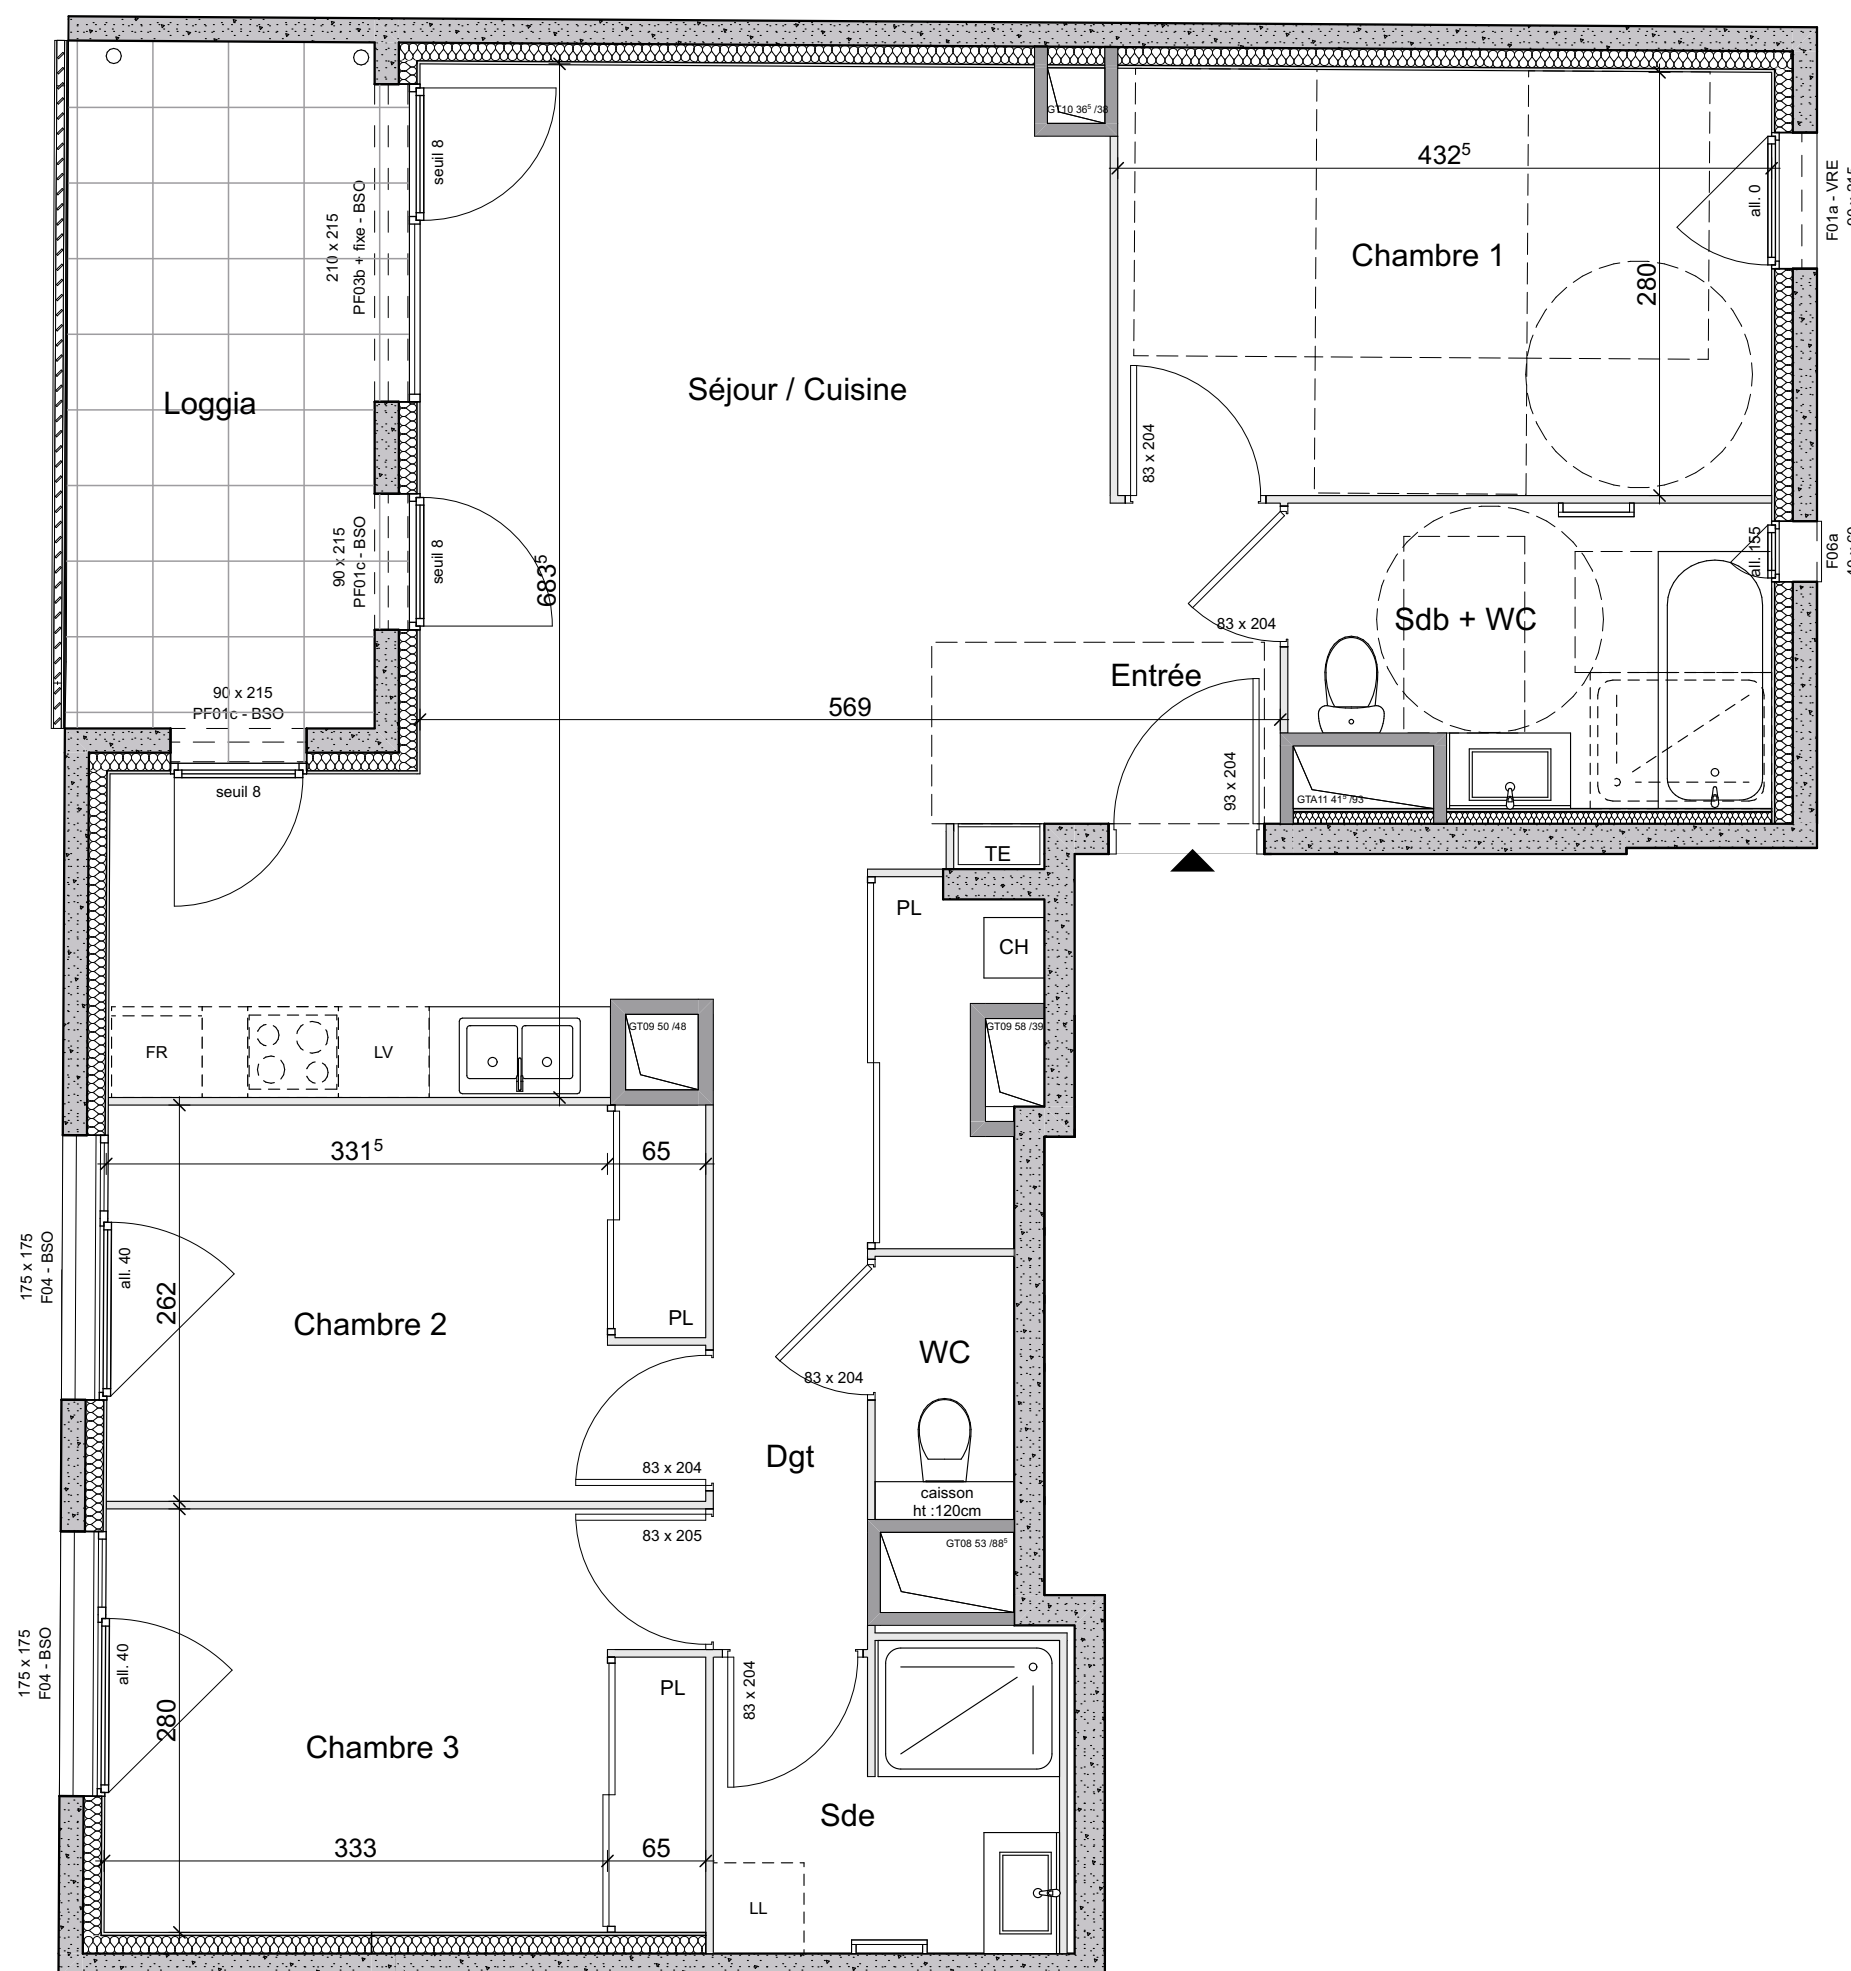 GT10 36⁵ /38
432⁵
seuil 8
210 x 215
PF03b + fixe - BSO
all. 0
F01a - VRE
Chambre 1
280
Séjour / Cuisine
Loggia
83 x 204
90 x 215
PF01c - BSO
seuil 8
683⁵
all. 155
F06a
Sdb + WC
83 x 204
Entrée
90 x 215
PF01c - BSO
569
seuil 8
93 x 204
GTA11 41⁵ /93
TE
PL
CH
FR
LV
GT09 50 /48
GT09 58 /39
331⁵
65
175 x 175
F04 - BSO
all. 40
262
Chambre 2
PL
WC
83 x 204
Dgt
83 x 204
caisson
ht :120cm
83 x 205
GT08 53 /88⁵
175 x 175
F04 - BSO
all. 40
280
PL
83 x 204
Chambre 3
Sde
333
65
LL